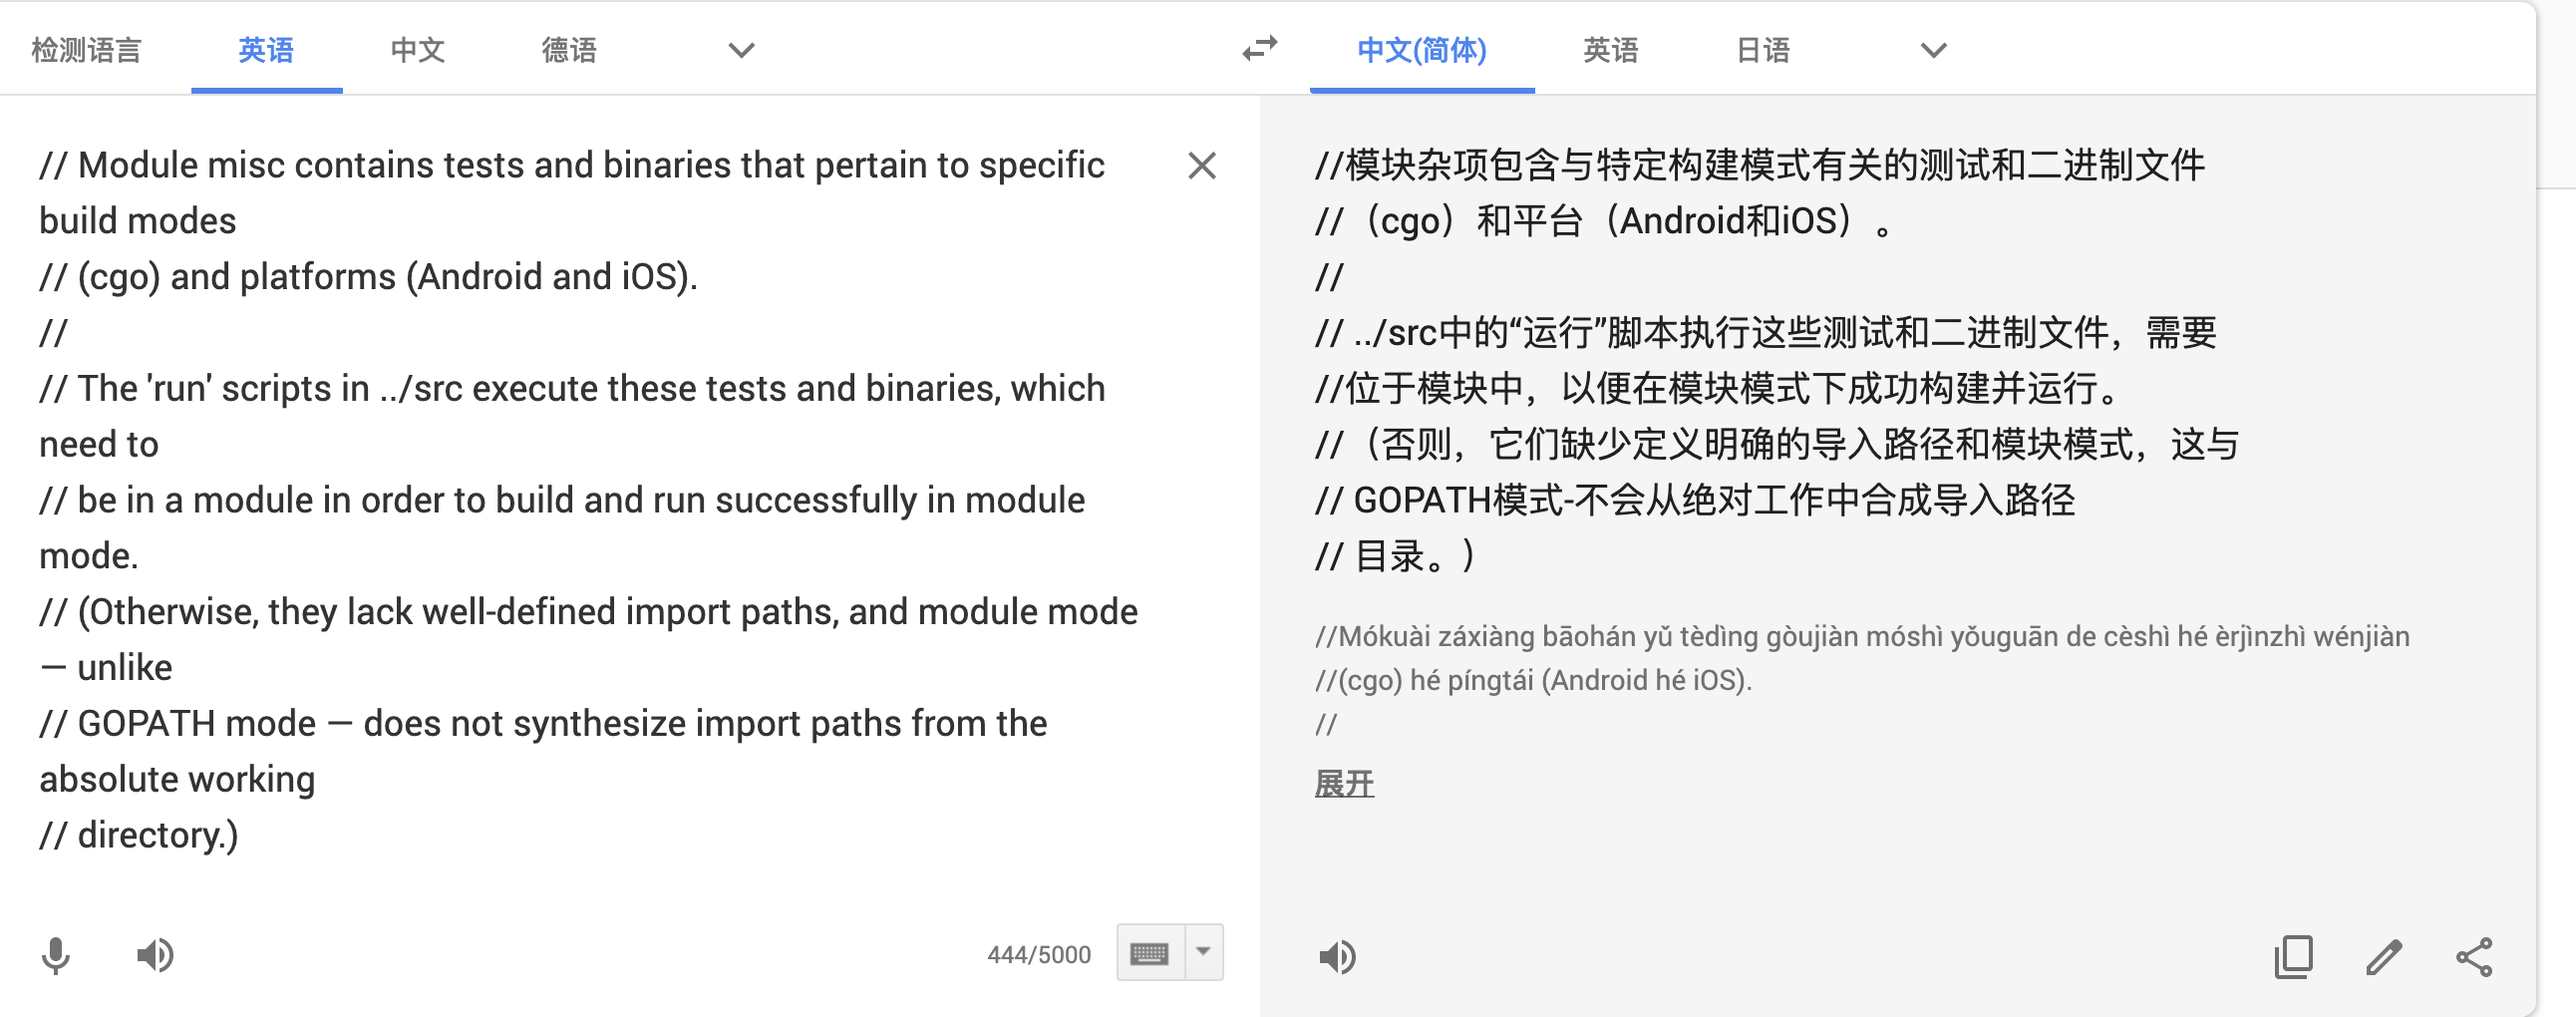 检测语言 英语 中文 德语
中文(简体) 英语 日语
// Module misc contains tests and binaries that pertain to specific
build modes
// (cgo) and platforms (Android and iOS).
//
// The 'run' scripts in ../src execute these tests and binaries, which
need to
// be in a module in order to build and run successfully in module
mode.
// (Otherwise, they lack well-defined import paths, and module mode
— unlike
// GOPATH mode — does not synthesize import paths from the
absolute working
// directory.)
444/5000
//模块杂项包含与特定构建模式有关的测试和二进制文件
//（cgo）和平台（Android和iOS）。
//
// ../src中的“运行”脚本执行这些测试和二进制文件，需要
//位于模块中，以便在模块模式下成功构建并运行。
//（否则，它们缺少定义明确的导入路径和模块模式，这与
// GOPATH模式-不会从绝对工作中合成导入路径
// 目录。）
//Mókuài záxiàng bāohán yǔ tèdìng gòujiàn móshì yǒuguān de cèshì hé èrjìnzhì wénjiàn
//(cgo) hé píngtái (Android hé iOS).
//
展开